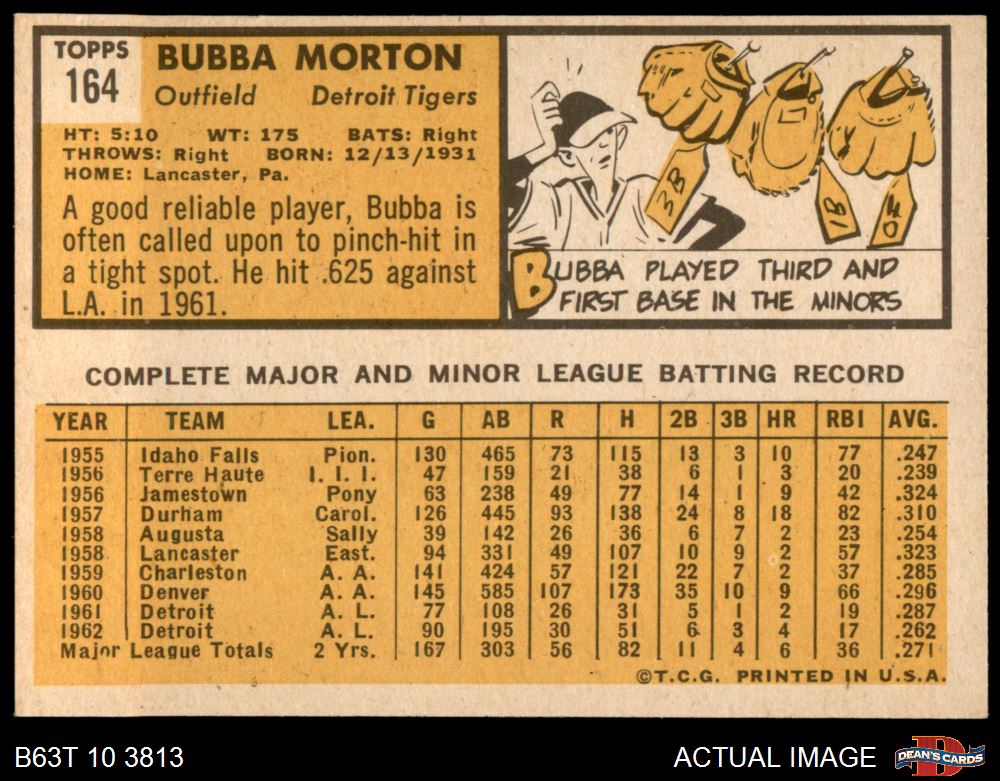 TOPPS
164
BUBBA MORTON
Outfield Detroit Tigers
HT: 5:10 WT: 175 BATS: Right
THROWS: Right BORN: 12/13/1931
HOME: Lancaster, Pa.
A good reliable player, Bubba is
often called upon to pinch-hit in
a tight spot. He hit .625 against
L.A. in 1961.
3B
1B
OF
BUBBA PLAYED THIRD AND
FIRST BASE IN THE MINORS
COMPLETE MAJOR AND MINOR LEAGUE BATTING RECORD
YEAR TEAM LEA. G AB R H 2B 3B HR RBI AVG.
1955 Idaho Falls Pion. 130 465 73 115 13 3 10 77 .247
1956 Terre Haute I. I. I. 47 159 21 38 6 1 3 20 .239
1956 Jamestown Pony 63 238 49 77 14 1 9 42 .324
1957 Durham Carol. 126 445 93 138 24 8 18 82 .310
1958 Augusta Sally 39 142 26 36 6 7 2 23 .254
1958 Lancaster East. 94 331 49 107 10 9 2 57 .323
1959 Charleston A. A. 141 424 57 121 22 7 2 37 .285
1960 Denver A. A. 145 585 107 173 35 10 9 66 .296
1961 Detroit A. L. 77 108 26 31 5 1 2 19 .287
1962 Detroit A. L. 90 195 30 51 6 3 4 17 .262
Major League Totals 2 Yrs. 167 303 56 82 11 4 6 36 .271
©T.C.G. PRINTED IN U.S.A.
B63T 10 3813 ACTUAL IMAGE
DEAN'S CARDS